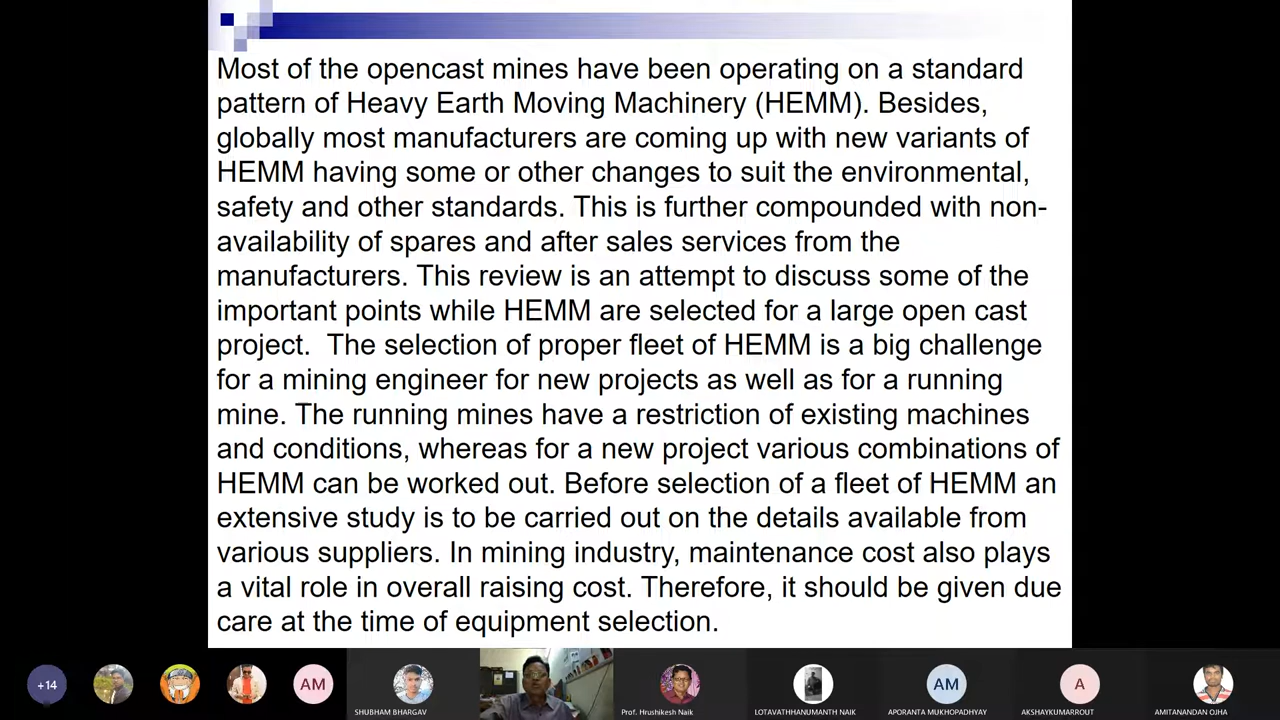 Most of the opencast mines have been operating on a standard
pattern of Heavy Earth Moving Machinery (HEMM). Besides,
globally most manufacturers are coming up with new variants of
HEMM having some or other changes to suit the environmental,
safety and other standards. This is further compounded with non-
availability of spares and after sales services from the
manufacturers. This review is an attempt to discuss some of the
important points while HEMM are selected for a large open cast
project.  The selection of proper fleet of HEMM is a big challenge
for a mining engineer for new projects as well as for a running
mine. The running mines have a restriction of existing machines
and conditions, whereas for a new project various combinations of
HEMM can be worked out. Before selection of a fleet of HEMM an
extensive study is to be carried out on the details available from
various suppliers. In mining industry, maintenance cost also plays
a vital role in overall raising cost. Therefore, it should be given due
care at the time of equipment selection.
+14
AM
SHUBHAM BHARGAV
Prof. Hrushikesh Naik
LOTAVATHHANUMANTH NAIK
AM
APORANTA MUKHOPADHYAY
A
AKSHAYKUMARROUT
AMITANANDAN OJHA